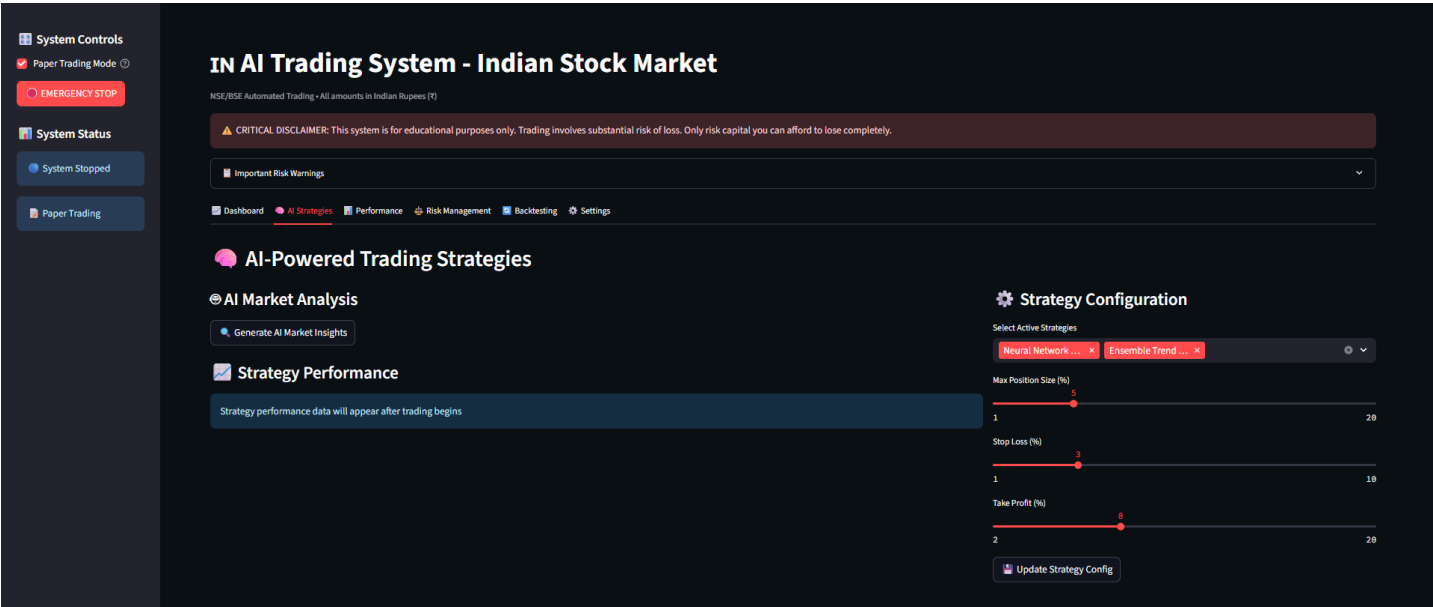 System Controls
Paper Trading Mode
EMERGENCY STOP
System Status
System Stopped
Paper Trading
IN AI Trading System - Indian Stock Market
NSE/BSE Automated Trading • All amounts in Indian Rupees (₹)
CRITICAL DISCLAIMER: This system is for educational purposes only. Trading involves substantial risk of loss. Only risk capital you can afford to lose completely.
Important Risk Warnings
Dashboard AI Strategies Performance Risk Management Backtesting Settings
AI-Powered Trading Strategies
AI Market Analysis
Generate AI Market Insights
Strategy Performance
Strategy performance data will appear after trading begins
Strategy Configuration
Select Active Strategies
Neural Network ... × Ensemble Trend ... ×
Max Position Size (%)
5
1 20
Stop Loss (%)
3
1 10
Take Profit (%)
8
2 20
Update Strategy Config